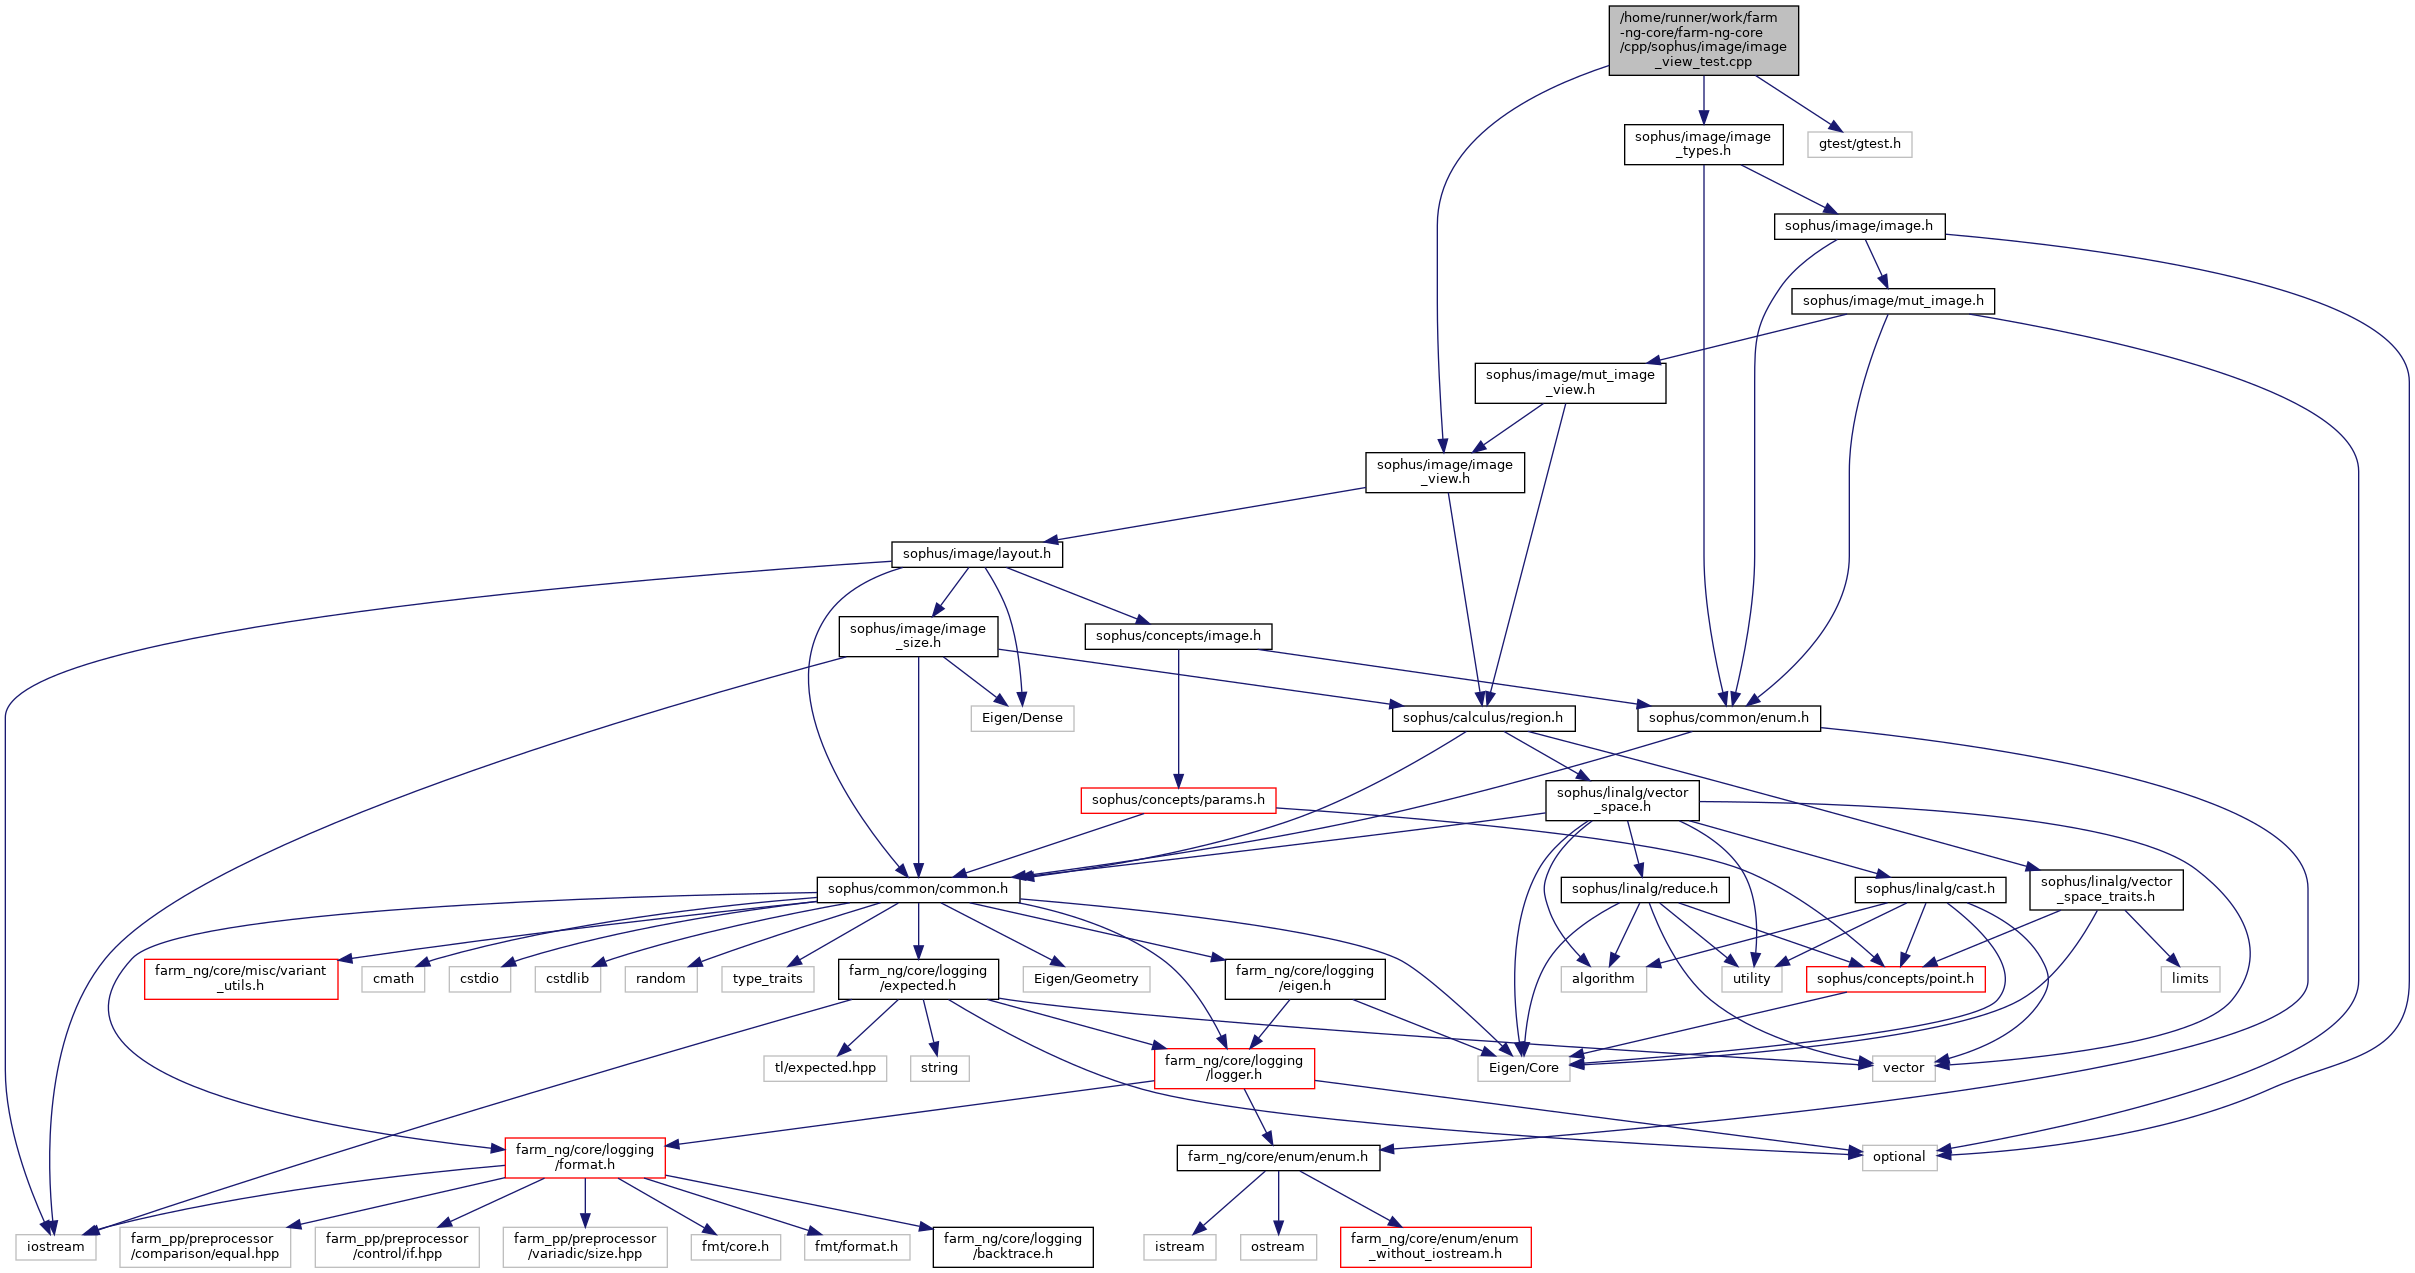 /home/runner/work/farm
-ng-core/farm-ng-core
/cpp/sophus/image/image
_view_test.cpp
sophus/image/image
_types.h
gtest/gtest.h
sophus/image/image.h
sophus/image/mut_image.h
sophus/image/mut_image
_view.h
sophus/image/image
_view.h
sophus/image/layout.h
sophus/image/image
_size.h
sophus/concepts/image.h
Eigen/Dense
sophus/calculus/region.h
sophus/common/enum.h
sophus/concepts/params.h
sophus/linalg/vector
_space.h
sophus/common/common.h
sophus/linalg/reduce.h
sophus/linalg/cast.h
sophus/linalg/vector
_space_traits.h
farm_ng/core/misc/variant
_utils.h
cmath
cstdio
cstdlib
random
type_traits
farm_ng/core/logging
/expected.h
Eigen/Geometry
farm_ng/core/logging
/eigen.h
algorithm
utility
sophus/concepts/point.h
limits
tl/expected.hpp
string
farm_ng/core/logging
/logger.h
Eigen/Core
vector
farm_ng/core/logging
/format.h
farm_ng/core/enum/enum.h
optional
iostream
farm_pp/preprocessor
/comparison/equal.hpp
farm_pp/preprocessor
/control/if.hpp
farm_pp/preprocessor
/variadic/size.hpp
fmt/core.h
fmt/format.h
farm_ng/core/logging
/backtrace.h
istream
ostream
farm_ng/core/enum/enum
_without_iostream.h